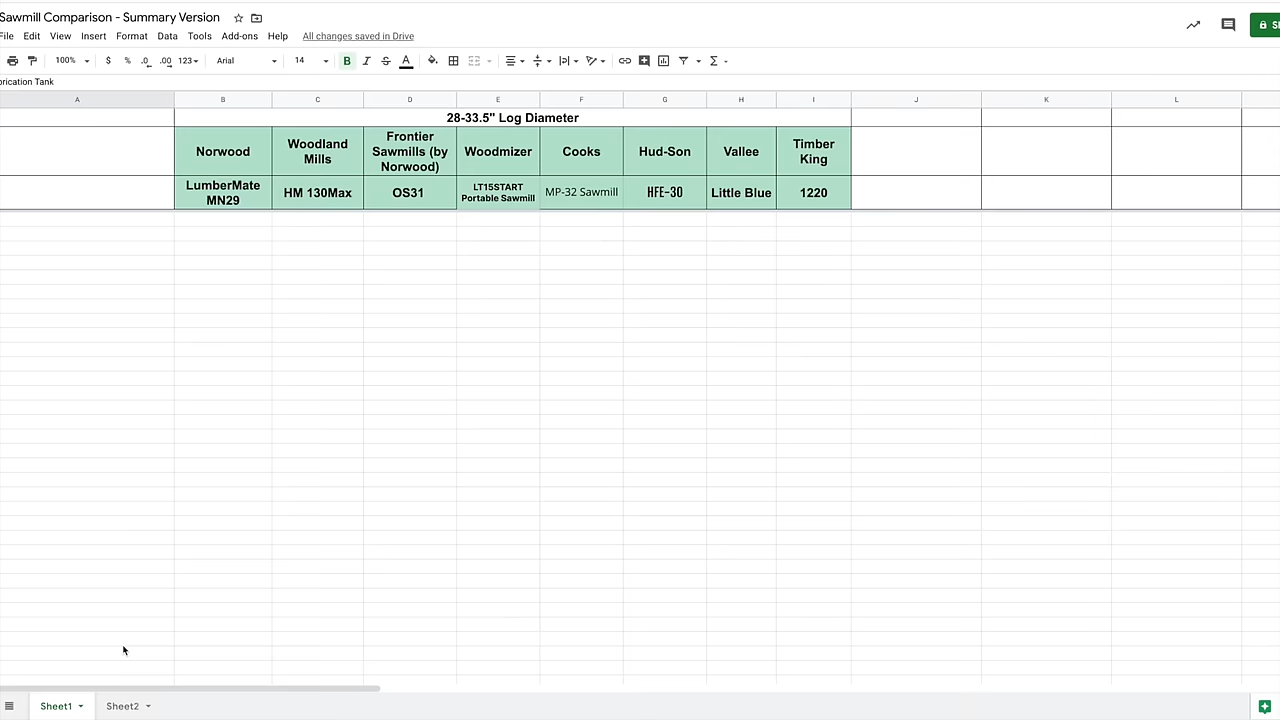 Sawmill Comparison - Summary Version
File Edit View Insert Format Data Tools Add-ons Help All changes saved in Drive
100% $ % .0 .00 123 Arial 14 B I S A Σ
rication Tank
A B C D E F G H I J K L
28-33.5" Log Diameter
Norwood
Woodland
Mills
Frontier
Sawmills (by
Norwood)
Woodmizer
Cooks
Hud-Son
Vallee
Timber
King
LumberMate
MN29
HM 130Max
OS31
LT15START
Portable Sawmill
MP-32 Sawmill
HFE-30
Little Blue
1220
Sheet1 Sheet2